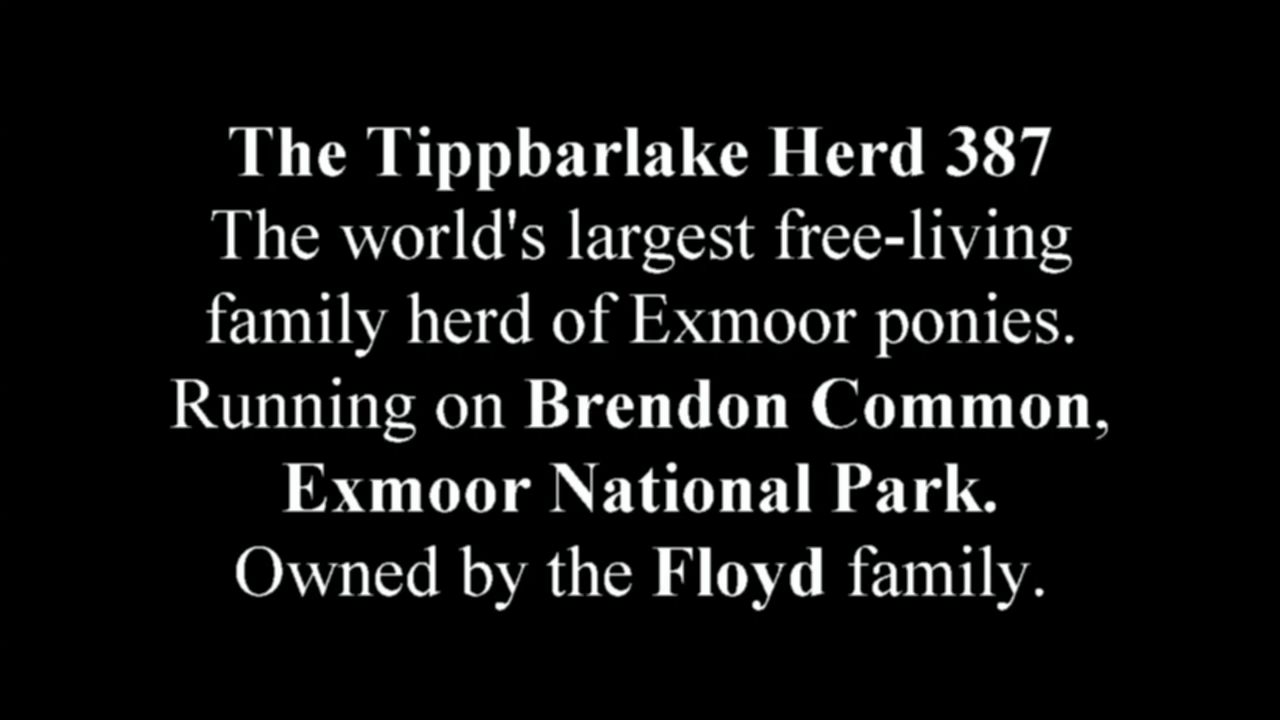 The Tippbarlake Herd 387
The world's largest free-living
family herd of Exmoor ponies.
Running on Brendon Common,
Exmoor National Park.
Owned by the Floyd family.